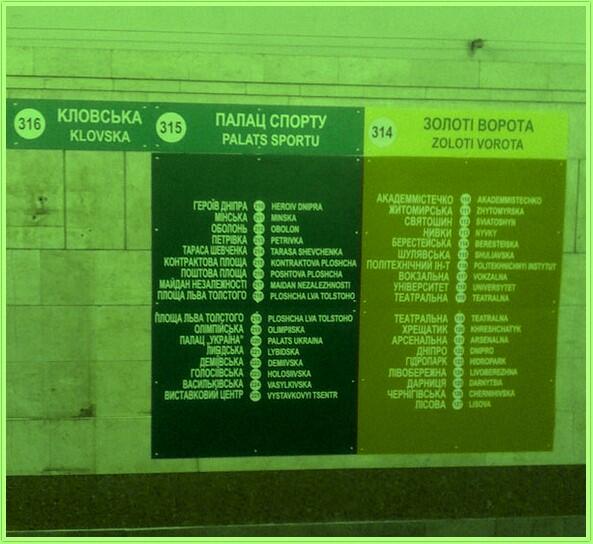 316 КЛОВСЬКА
KLOVSKA
315 ПАЛАЦ СПОРТУ
PALATS SPORTU
314 ЗОЛОТІ ВОРОТА
ZOLOTI VOROTA
ГЕРОЇВ ДНІПРА HEROIV DNIPRA
МІНСЬКА MINSKA
ОБОЛОНЬ OBOLON
ПЕТРІВКА PETRIVKA
ТАРАСА ШЕВЧЕНКА TARASA SHEVCHENKA
КОНТРАКТОВА ПЛОЩА KONTRAKTOVA PLOSHCHA
ПОШТОВА ПЛОЩА POSHTOVA PLOSHCHA
МАЙДАН НЕЗАЛЕЖНОСТІ MAIDAN NEZALEZHNOSTI
ПЛОЩА ЛЬВА ТОЛСТОГО PLOSHCHA LVA TOLSTOHO
ПЛОЩА ЛЬВА ТОЛСТОГО PLOSHCHA LVA TOLSTOHO
ОЛІМПІЙСЬКА OLIMPIISKA
ПАЛАЦ "УКРАЇНА" PALATS UKRAINA
ЛИБІДСЬКА LYBIDSKA
ДЕМІЇВСЬКА DEMIIVSKA
ГОЛОСІЇВСЬКА HOLOSIIVSKA
ВАСИЛЬКІВСЬКА VASYLKIVSKA
ВИСТАВКОВИЙ ЦЕНТР VYSTAVKOVYI TSENTR
АКАДЕММІСТЕЧКО AKADEMMISTECHKO
ЖИТОМИРСЬКА ZHYTOMYRSKA
СВЯТОШИН SVIATOSHYN
НИВКИ NYVKY
БЕРЕСТЕЙСЬКА BERESTEISKA
ШУЛЯВСЬКА SHULIAVSKA
ПОЛІТЕХНІЧНИЙ ІН-Т POLITEKHNICHNYI INSTYTUT
ВОКЗАЛЬНА VOKZALNA
УНІВЕРСИТЕТ UNIVERSYTET
ТЕАТРАЛЬНА TEATRALNA
ТЕАТРАЛЬНА TEATRALNA
ХРЕЩАТИК KHRESHCHATYK
АРСЕНАЛЬНА ARSENALNA
ДНІПРО DNIPRO
ГІДРОПАРК HIDROPARK
ЛІВОБЕРЕЖНА LIVOBEREZHNA
ДАРНИЦЯ DARNYTSIA
ЧЕРНІГІВСЬКА CHERNIHIVSKA
ЛІСОВА LISOVA